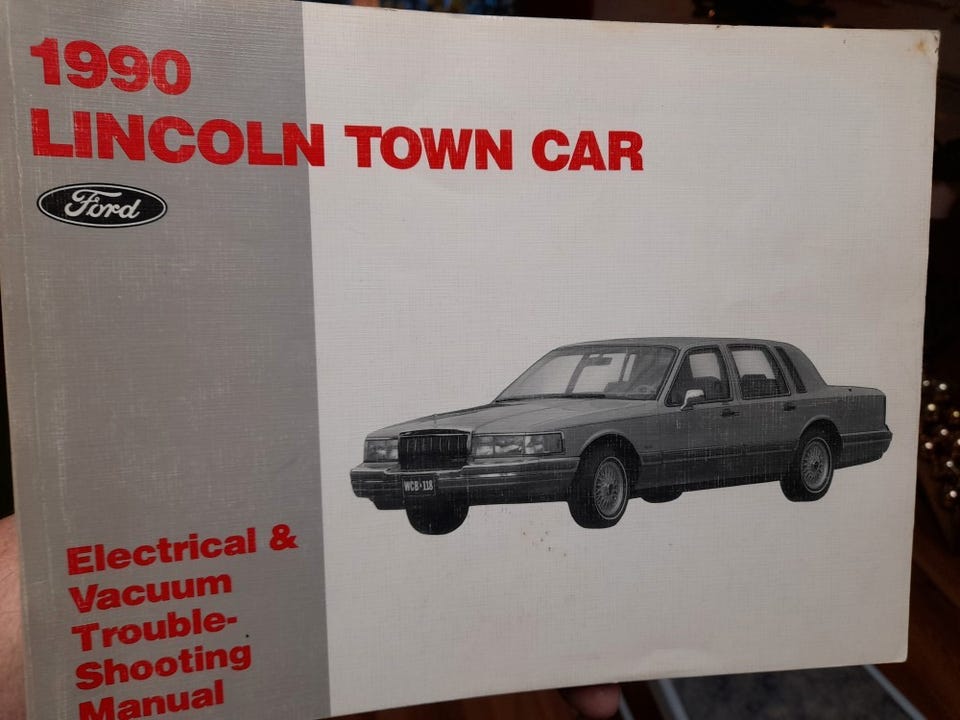 1990
LINCOLN TOWN CAR
Ford
WCB·118
Electrical &
Vacuum
Trouble-
Shooting
Manual